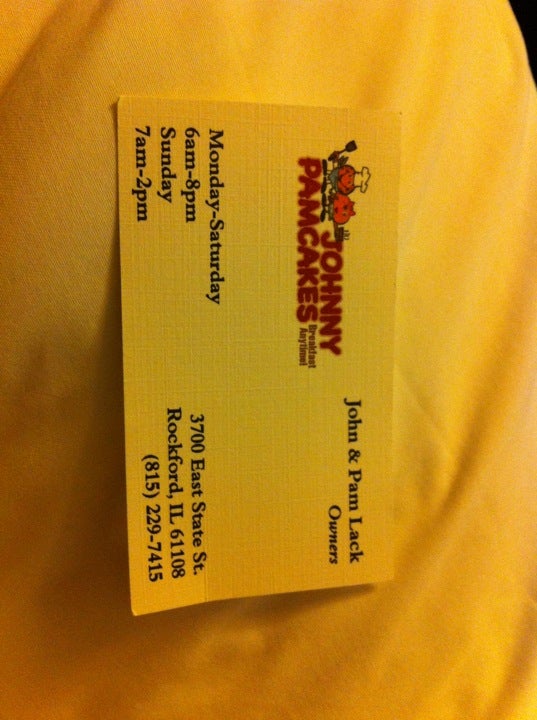 JOHNNY
PAMCAKES
Breakfast
Anytime!
John & Pam Lack
Owners
Monday-Saturday
6am-8pm
Sunday
7am-2pm
3700 East State St.
Rockford, IL 61108
(815) 229-7415